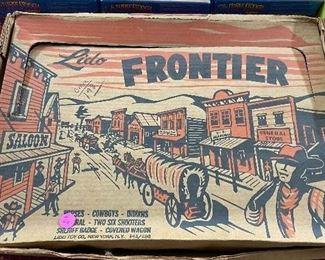 Lido
FRONTIER
SALOON
GENERAL STORE
HORSES - COWBOYS - INDIANS
CORRAL - TWO SIX SHOOTERS
SHERIFF BADGE - COVERED WAGON
LIDO TOY CO., NEW YORK, N.Y.